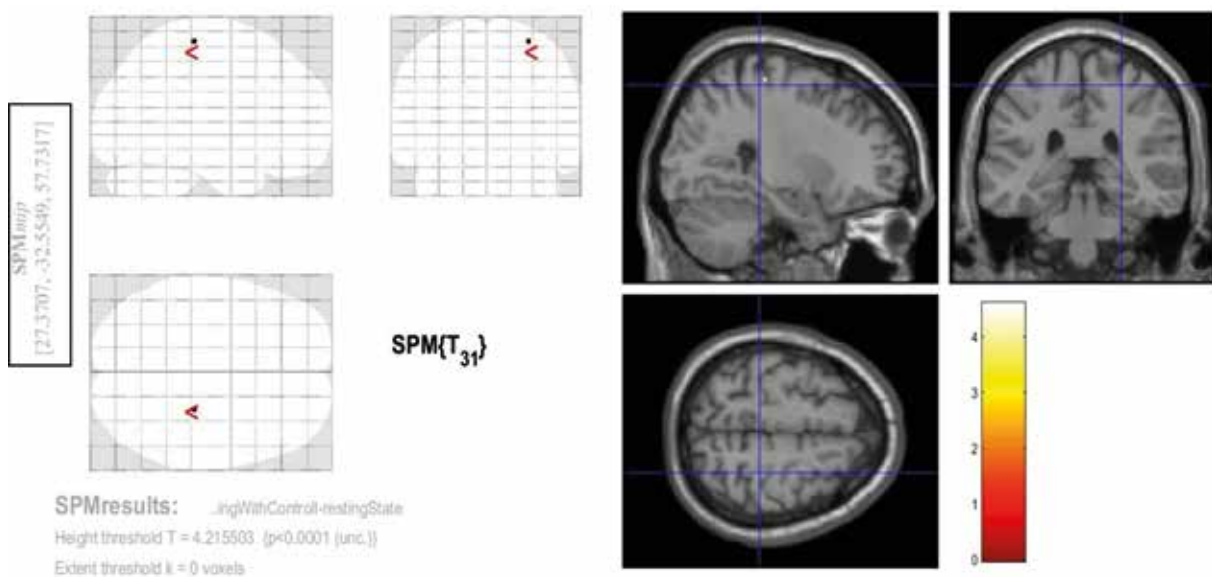 SPMmip
[27.3707, -32.5549, 57.7317]
<
<
<
SPM{T31}
SPMresults: ..ingWithControll-restingState
Height threshold T = 4.215503 {p<0.0001 (unc.)}
Extent threshold k = 0 voxels
4
3
2
1
0